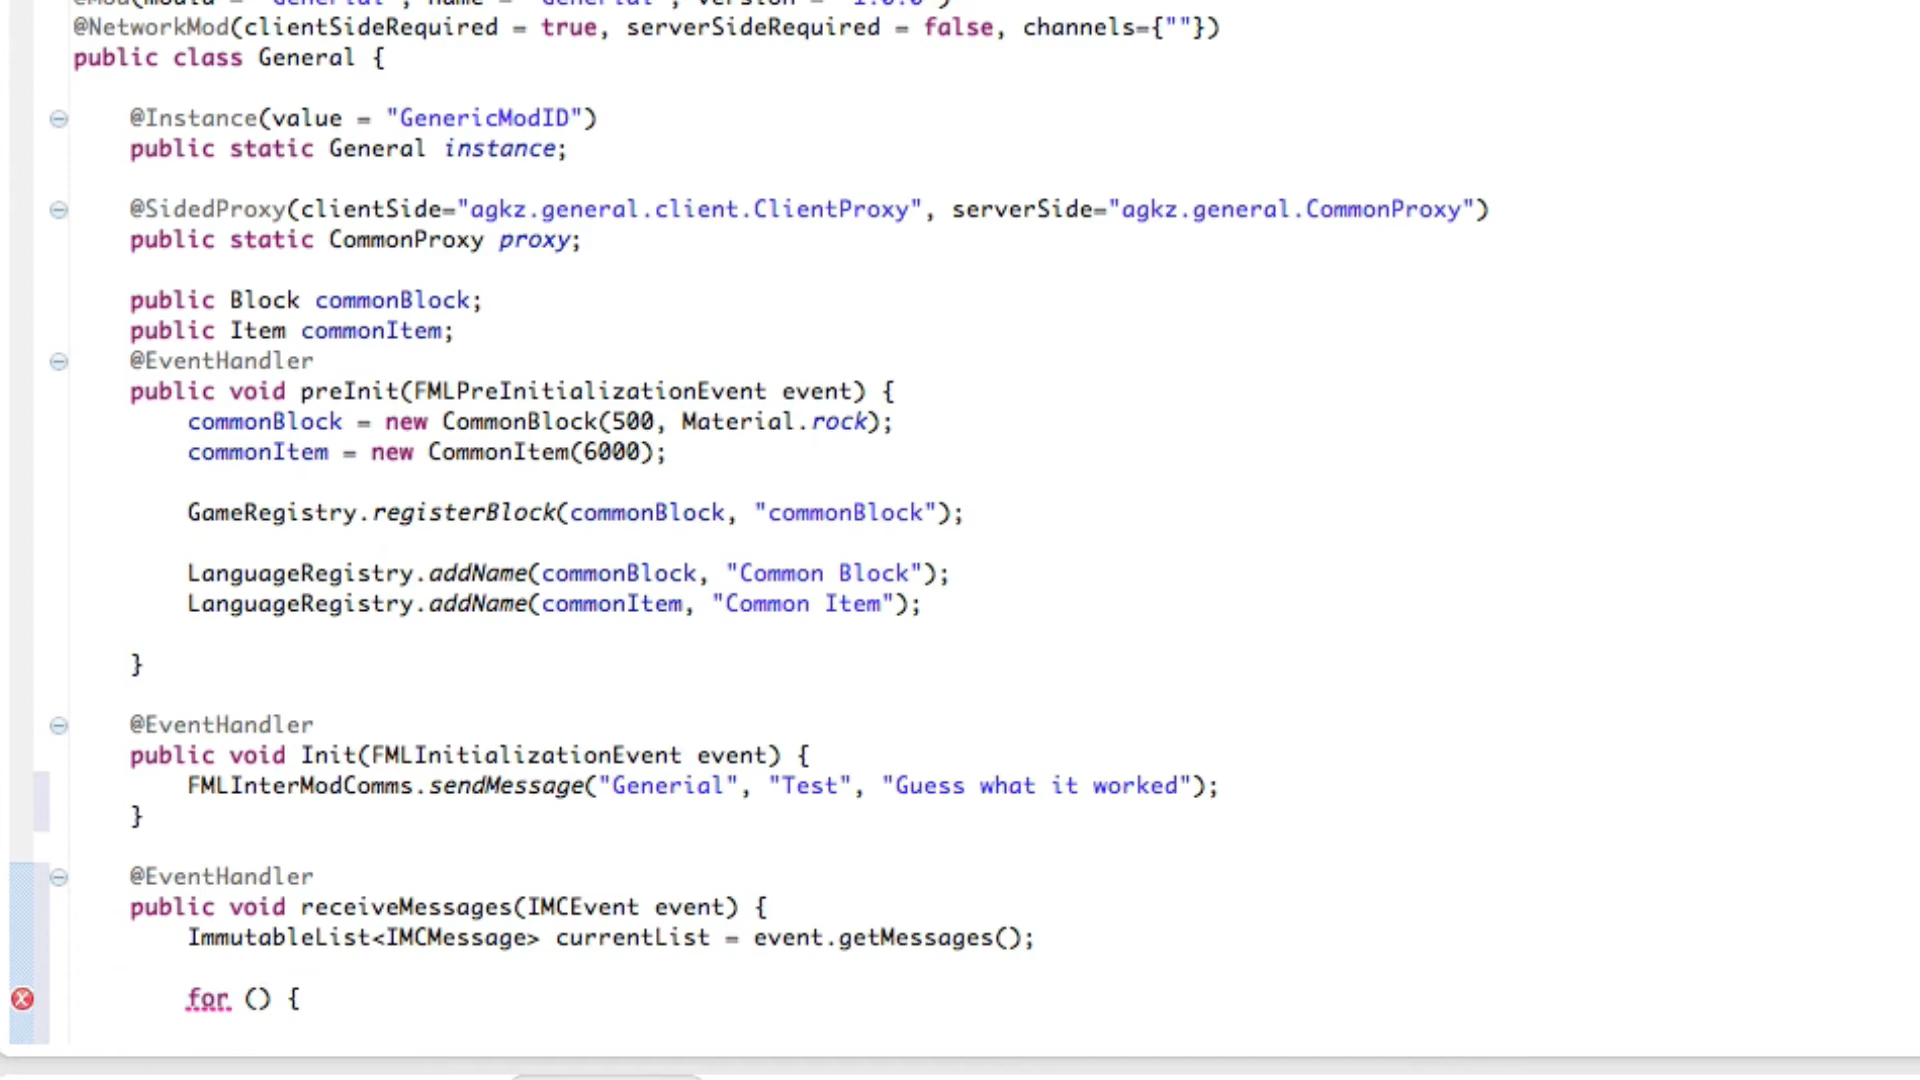 @NetworkMod(clientSideRequired = true, serverSideRequired = false, channels={""})
public class General {
@Instance(value = "GenericModID")
public static General instance;
@SidedProxy(clientSide="agkz.general.client.ClientProxy", serverSide="agkz.general.CommonProxy")
public static CommonProxy proxy;
public Block commonBlock;
public Item commonItem;
@EventHandler
public void preInit(FMLPreInitializationEvent event) {
commonBlock = new CommonBlock(500, Material.rock);
commonItem = new CommonItem(6000);
GameRegistry.registerBlock(commonBlock, "commonBlock");
LanguageRegistry.addName(commonBlock, "Common Block");
LanguageRegistry.addName(commonItem, "Common Item");
}
@EventHandler
public void Init(FMLInitializationEvent event) {
FMLInterModComms.sendMessage("Generial", "Test", "Guess what it worked");
}
@EventHandler
public void receiveMessages(IMCEvent event) {
ImmutableList<IMCMessage> currentList = event.getMessages();
for () {